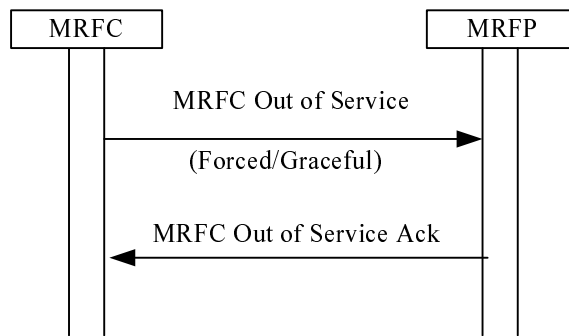 MRFC
MRFP
MRFC Out of Service
(Forced/Graceful)
MRFC Out of Service Ack